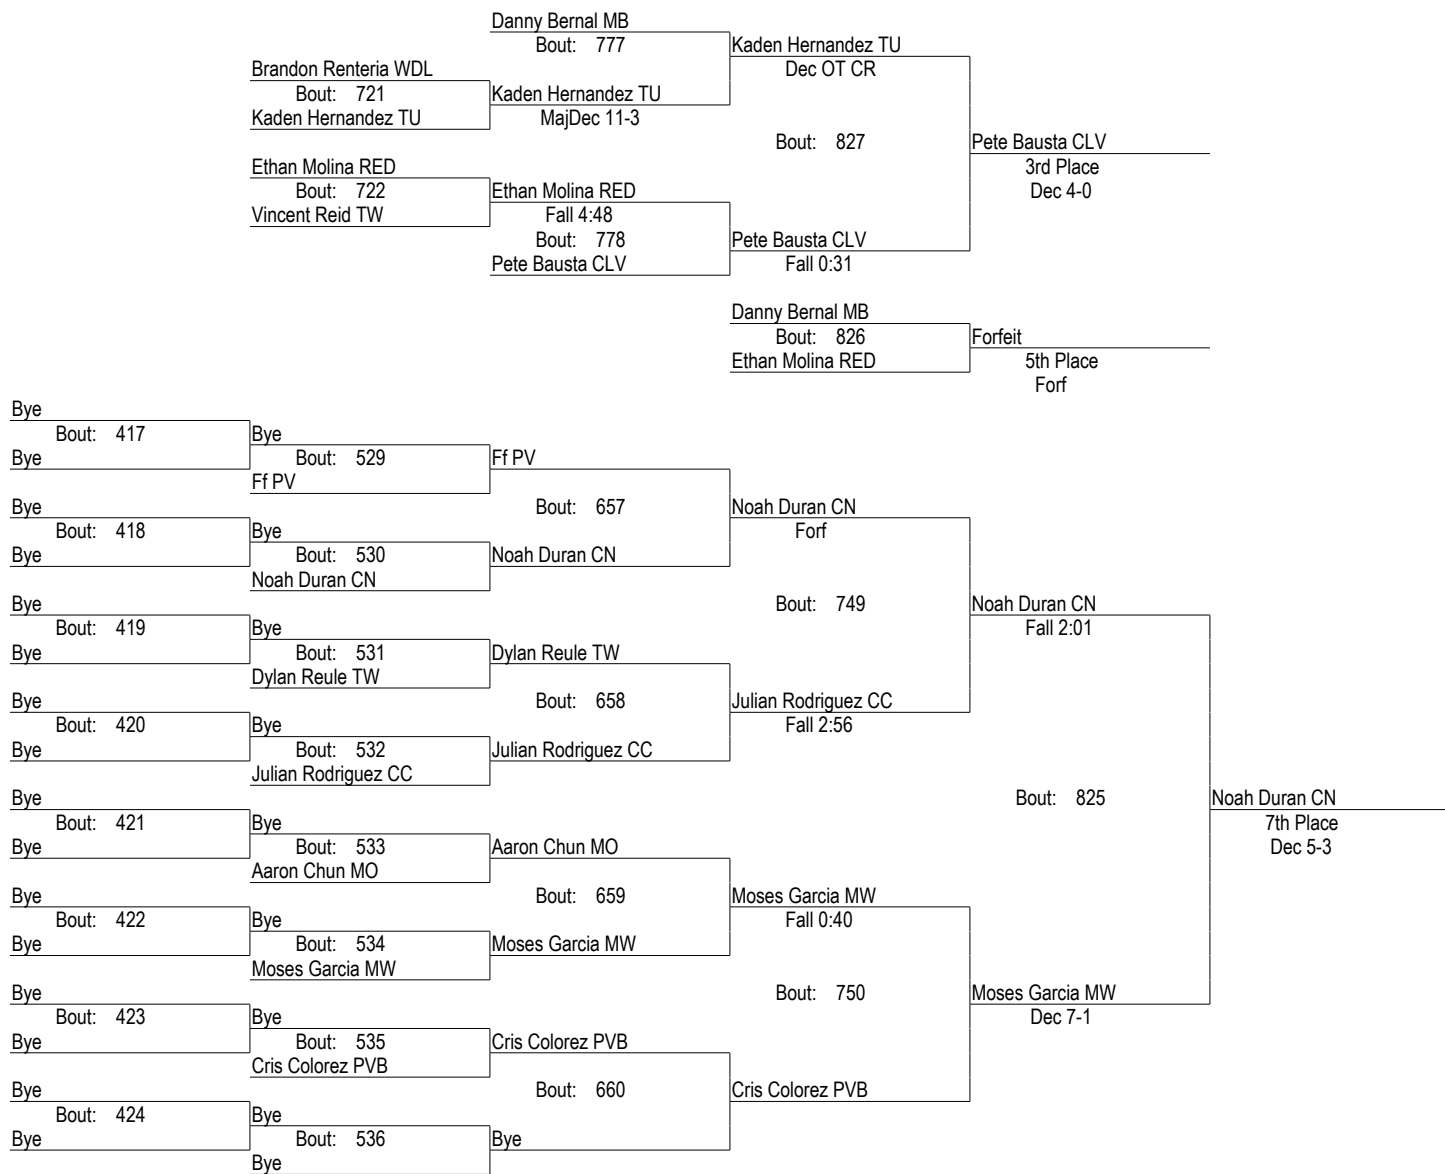 Danny Bernal MB
Bout: 777
Kaden Hernandez TU
Brandon Renteria WDL
Dec OT CR
Bout: 721
Kaden Hernandez TU
Kaden Hernandez TU
MajDec 11-3
Bout: 827
Pete Bausta CLV
Ethan Molina RED
3rd Place
Bout: 722
Ethan Molina RED
Dec 4-0
Vincent Reid TW
Fall 4:48
Bout: 778
Pete Bausta CLV
Pete Bausta CLV
Fall 0:31
Danny Bernal MB
Bout: 826
Forfeit
Ethan Molina RED
5th Place
Forf
Bye
Bout: 417
Bye
Bye
Bout: 529
Ff PV
Ff PV
Bye
Bout: 657
Noah Duran CN
Bout: 418
Bye
Forf
Bye
Bout: 530
Noah Duran CN
Noah Duran CN
Bye
Bout: 749
Noah Duran CN
Bout: 419
Bye
Fall 2:01
Bye
Bout: 531
Dylan Reule TW
Dylan Reule TW
Bye
Bout: 658
Julian Rodriguez CC
Bout: 420
Bye
Fall 2:56
Bye
Bout: 532
Julian Rodriguez CC
Julian Rodriguez CC
Bye
Bout: 825
Noah Duran CN
Bout: 421
Bye
7th Place
Bye
Bout: 533
Aaron Chun MO
Dec 5-3
Aaron Chun MO
Bye
Bout: 659
Moses Garcia MW
Bout: 422
Bye
Fall 0:40
Bye
Bout: 534
Moses Garcia MW
Moses Garcia MW
Bye
Bout: 750
Moses Garcia MW
Bout: 423
Bye
Dec 7-1
Bye
Bout: 535
Cris Colorez PVB
Cris Colorez PVB
Bye
Bout: 660
Cris Colorez PVB
Bout: 424
Bye
Bye
Bout: 536
Bye
Bye